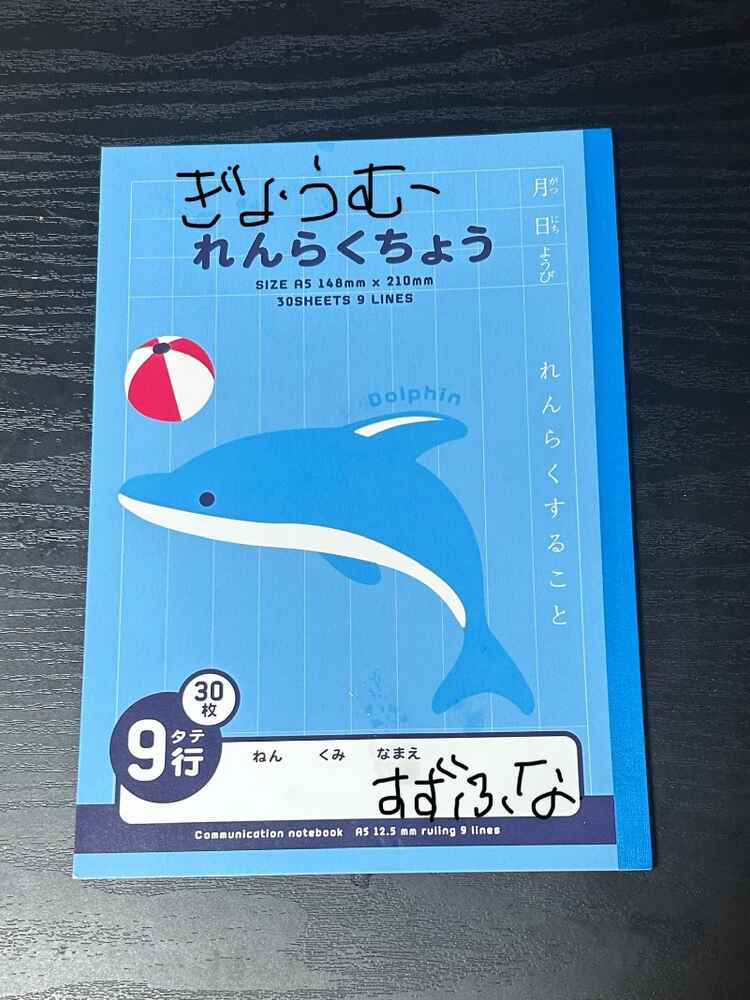 ぎょうむー
れんらくちょう
SIZE A5 148mm x 210mm
30SHEETS 9 LINES
月 がつ
日 にち
ようび
れんらくすること
Dolphin
30枚
9タテ行
ねん くみ なまえ
すずふな
Communication notebook A5 12.5 mm ruling 9 lines